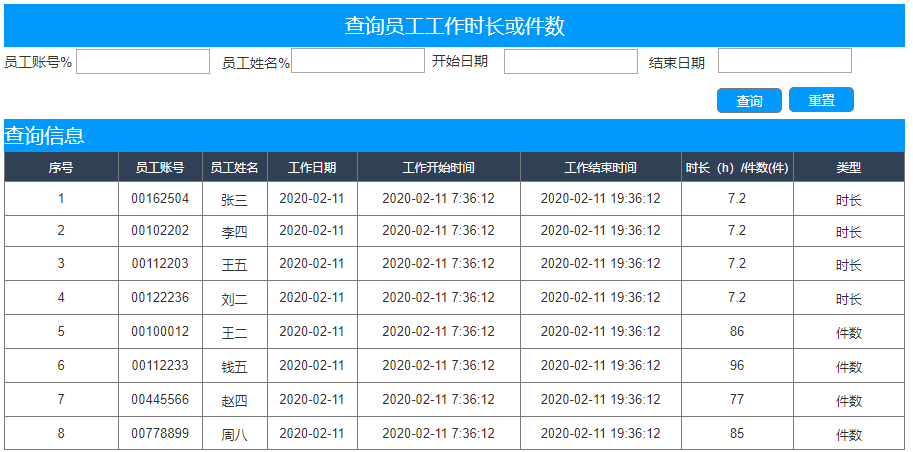 查询员工工作时长或件数
员工账号% 员工姓名% 开始日期 结束日期
查询 重置
查询信息
序号 员工账号 员工姓名 工作日期 工作开始时间 工作结束时间 时长（h）/件数(件) 类型
1 00162504 张三 2020-02-11 2020-02-11 7:36:12 2020-02-11 19:36:12 7.2 时长
2 00102202 李四 2020-02-11 2020-02-11 7:36:12 2020-02-11 19:36:12 7.2 时长
3 00112203 王五 2020-02-11 2020-02-11 7:36:12 2020-02-11 19:36:12 7.2 时长
4 00122236 刘二 2020-02-11 2020-02-11 7:36:12 2020-02-11 19:36:12 7.2 时长
5 00100012 王二 2020-02-11 2020-02-11 7:36:12 2020-02-11 19:36:12 86 件数
6 00112233 钱五 2020-02-11 2020-02-11 7:36:12 2020-02-11 19:36:12 96 件数
7 00445566 赵四 2020-02-11 2020-02-11 7:36:12 2020-02-11 19:36:12 77 件数
8 00778899 周八 2020-02-11 2020-02-11 7:36:12 2020-02-11 19:36:12 85 件数